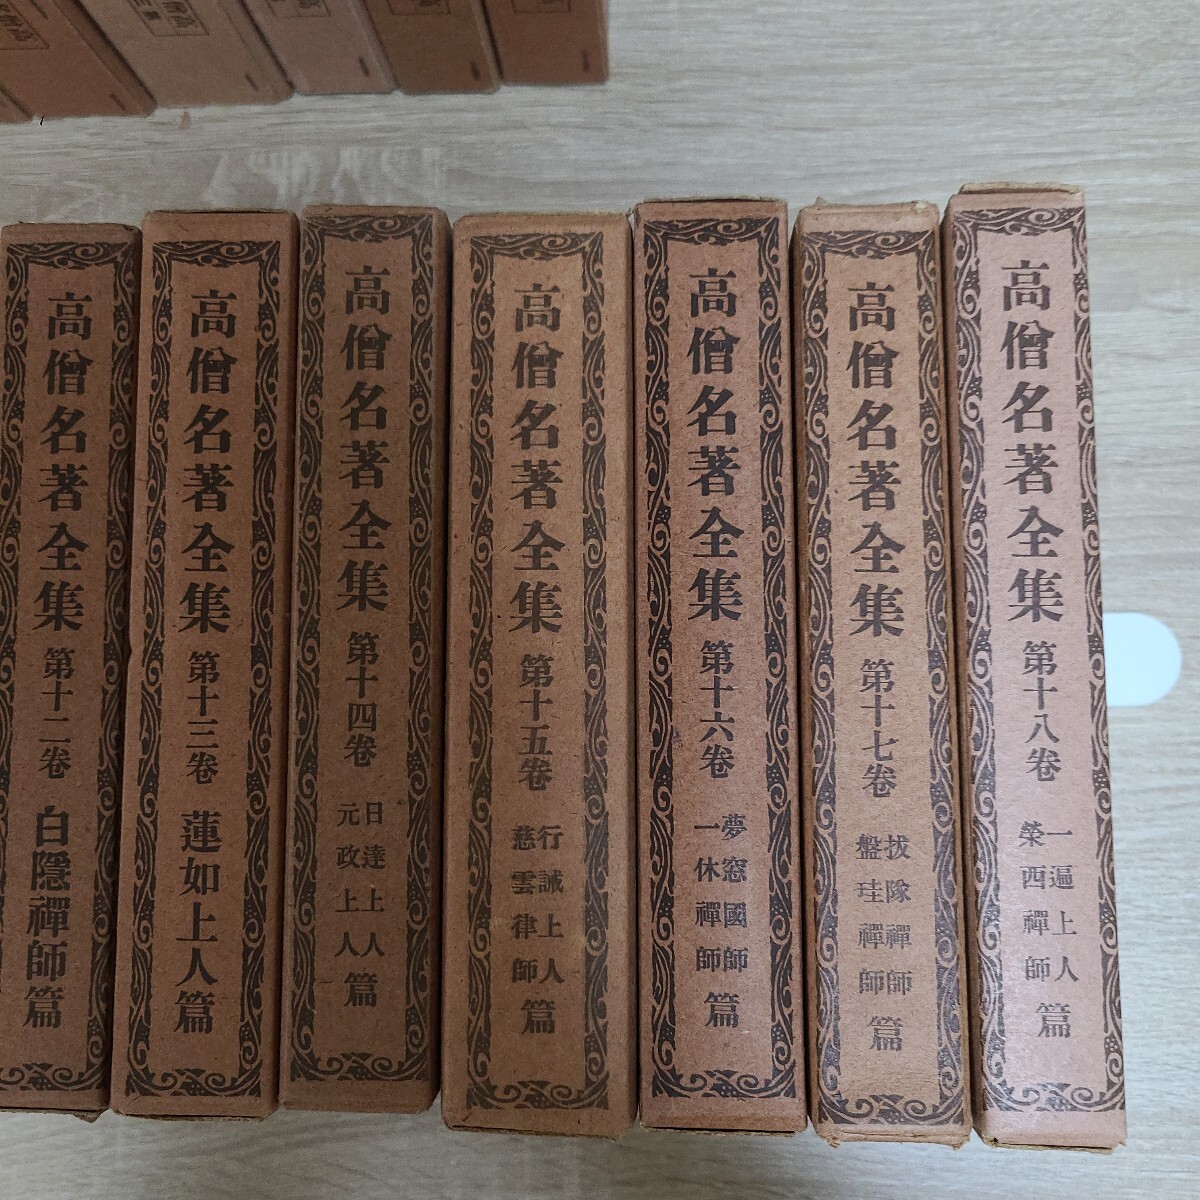 高僧名著全集 第十二卷 白隱禪師篇
高僧名著全集 第十三卷 蓮如上人篇
高僧名著全集 第十四卷 日達上人 元政上人 篇
高僧名著全集 第十五卷 行誡上人 慈雲律師 篇
高僧名著全集 第十六卷 夢窓國師 一休禪師 篇
高僧名著全集 第十七卷 拔隊禪師 盤珪禪師 篇
高僧名著全集 第十八卷 一遍上人 榮西禪師 篇